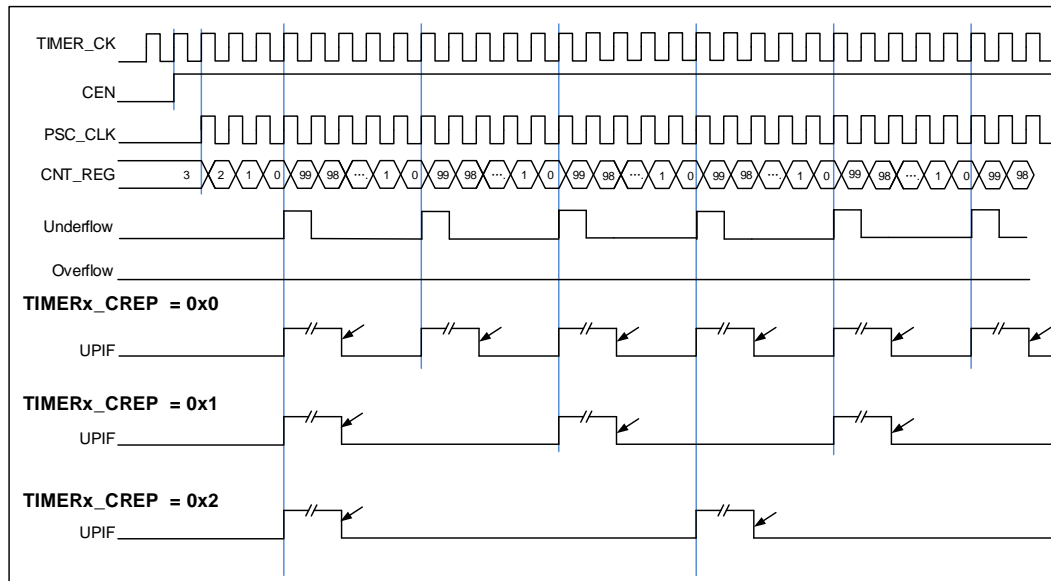 TIMER_CK
CEN
PSC_CLK
CNT_REG 3 2 1 0 99 98 .... 1 0 99 98 .... 1 0 99 98 .... 1 0 99 98 .... 1 0 99 98 .... 1 0 99 98
Underflow
Overflow
TIMERx_CREP = 0x0
UPIF
TIMERx_CREP = 0x1
UPIF
TIMERx_CREP = 0x2
UPIF